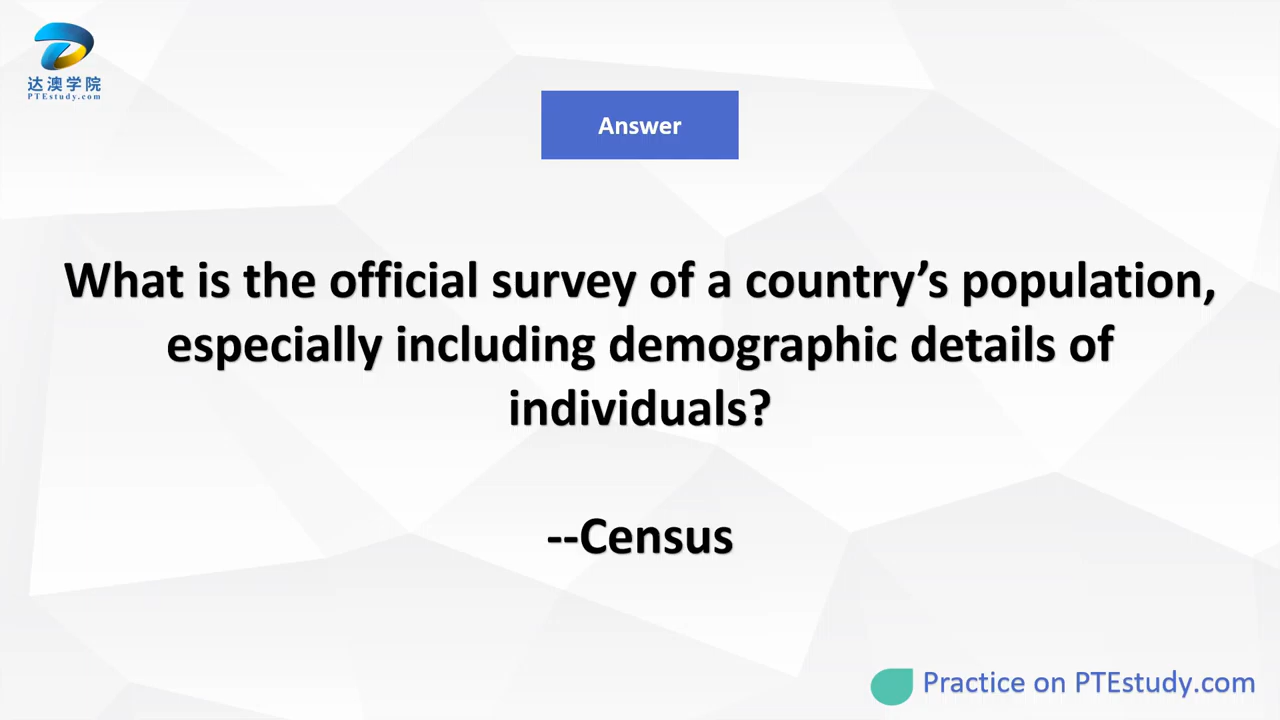 达澳学院
PTEstudy.com
Answer
What is the official survey of a country’s population,
especially including demographic details of
individuals?
--Census
Practice on PTEstudy.com